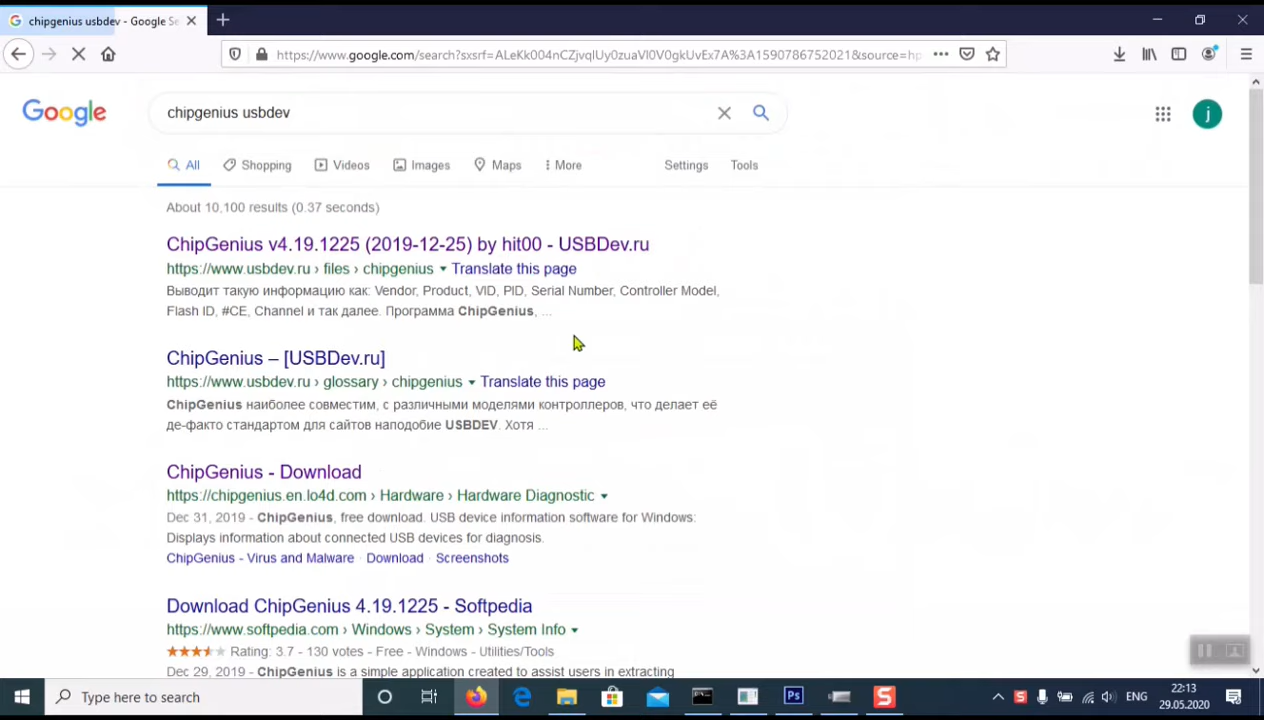 chipgenius usbdev - Google Se
https://www.google.com/search?sxsrf=ALeKk004nCZjvqlUy0zuaVl0V0gkUvEx7A%3A1590786752021&source=hp
Google
chipgenius usbdev
j
All Shopping Videos Images Maps More Settings Tools
About 10,100 results (0.37 seconds)
ChipGenius v4.19.1225 (2019-12-25) by hit00 - USBDev.ru
https://www.usbdev.ru › files › chipgenius Translate this page
Выводит такую информацию как: Vendor, Product, VID, PID, Serial Number, Controller Model,
Flash ID, #CE, Channel и так далее. Программа ChipGenius, ...
ChipGenius – [USBDev.ru]
https://www.usbdev.ru › glossary › chipgenius Translate this page
ChipGenius наиболее совместим, с различными моделями контроллеров, что делает её
де-факто стандартом для сайтов наподобие USBDEV. Хотя ...
ChipGenius - Download
https://chipgenius.en.lo4d.com › Hardware › Hardware Diagnostic
Dec 31, 2019 - ChipGenius, free download. USB device information software for Windows:
Displays information about connected USB devices for diagnosis.
ChipGenius - Virus and Malware · Download · Screenshots
Download ChipGenius 4.19.1225 - Softpedia
https://www.softpedia.com › Windows › System › System Info
Rating: 3.7 - 130 votes - Free - Windows - Utilities/Tools
Dec 29, 2019 - ChipGenius is a simple application created to assist users in extracting
Type here to search
Ps
S
S
ENG
22:13
29.05.2020